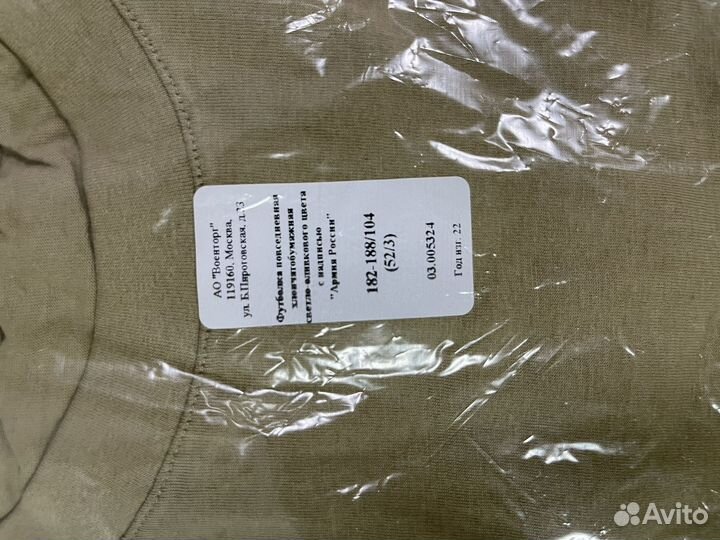 АО "Военторг"
119160, Москва,
ул. Б.Пироговская, д.23
Футболка повседневная
хлопчатобумажная
светло-оливкового цвета
с надписью
"Армия России"
182-188/104
(52/3)
03.005324
Год изг. 22
Avito